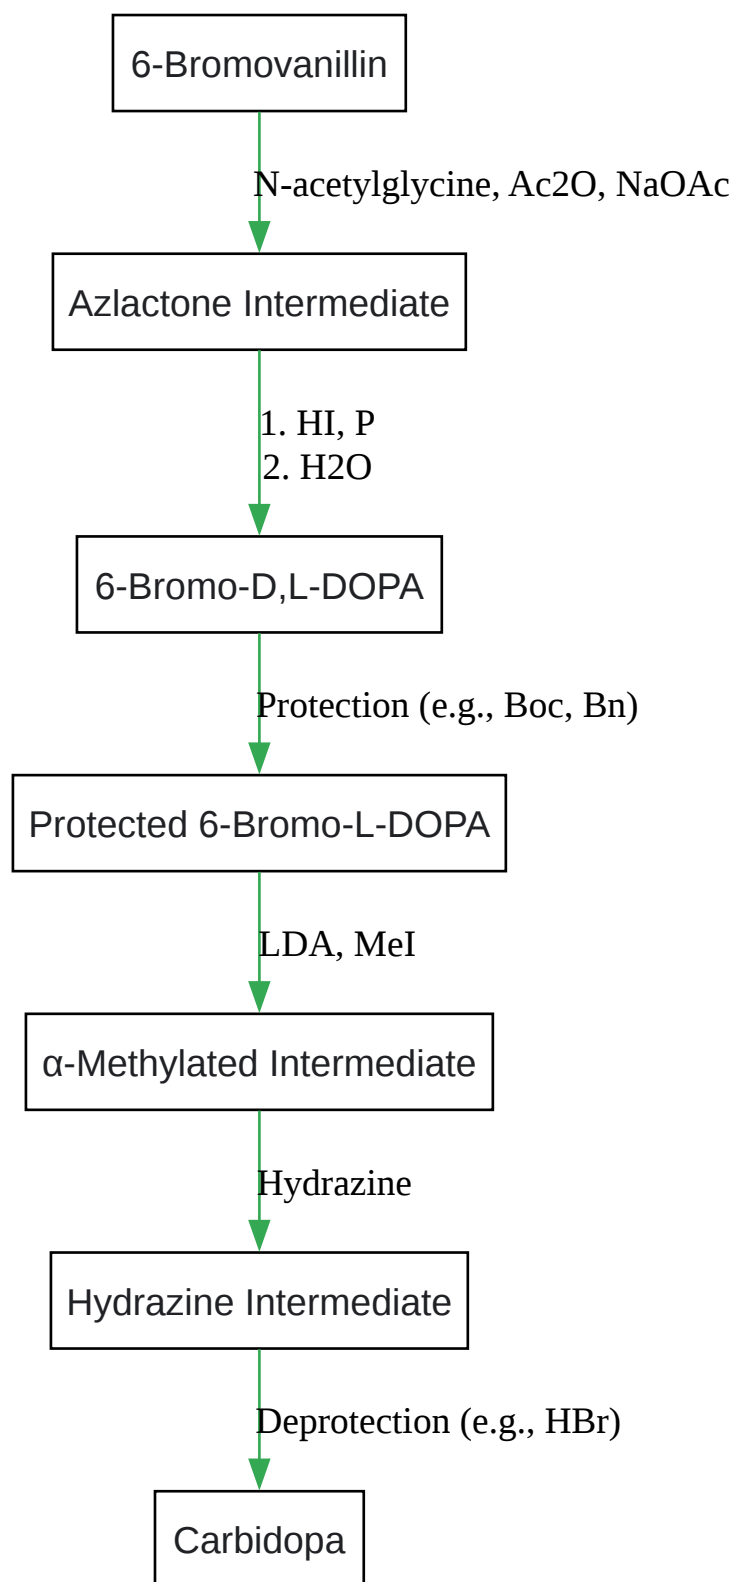 6-Bromovanillin
N-acetylglycine, Ac2O, NaOAc
Azlactone Intermediate
1. HI, P
2. H2O
6-Bromo-D,L-DOPA
Protection (e.g., Boc, Bn)
Protected 6-Bromo-L-DOPA
LDA, MeI
α-Methylated Intermediate
Hydrazine
Hydrazine Intermediate
Deprotection (e.g., HBr)
Carbidopa